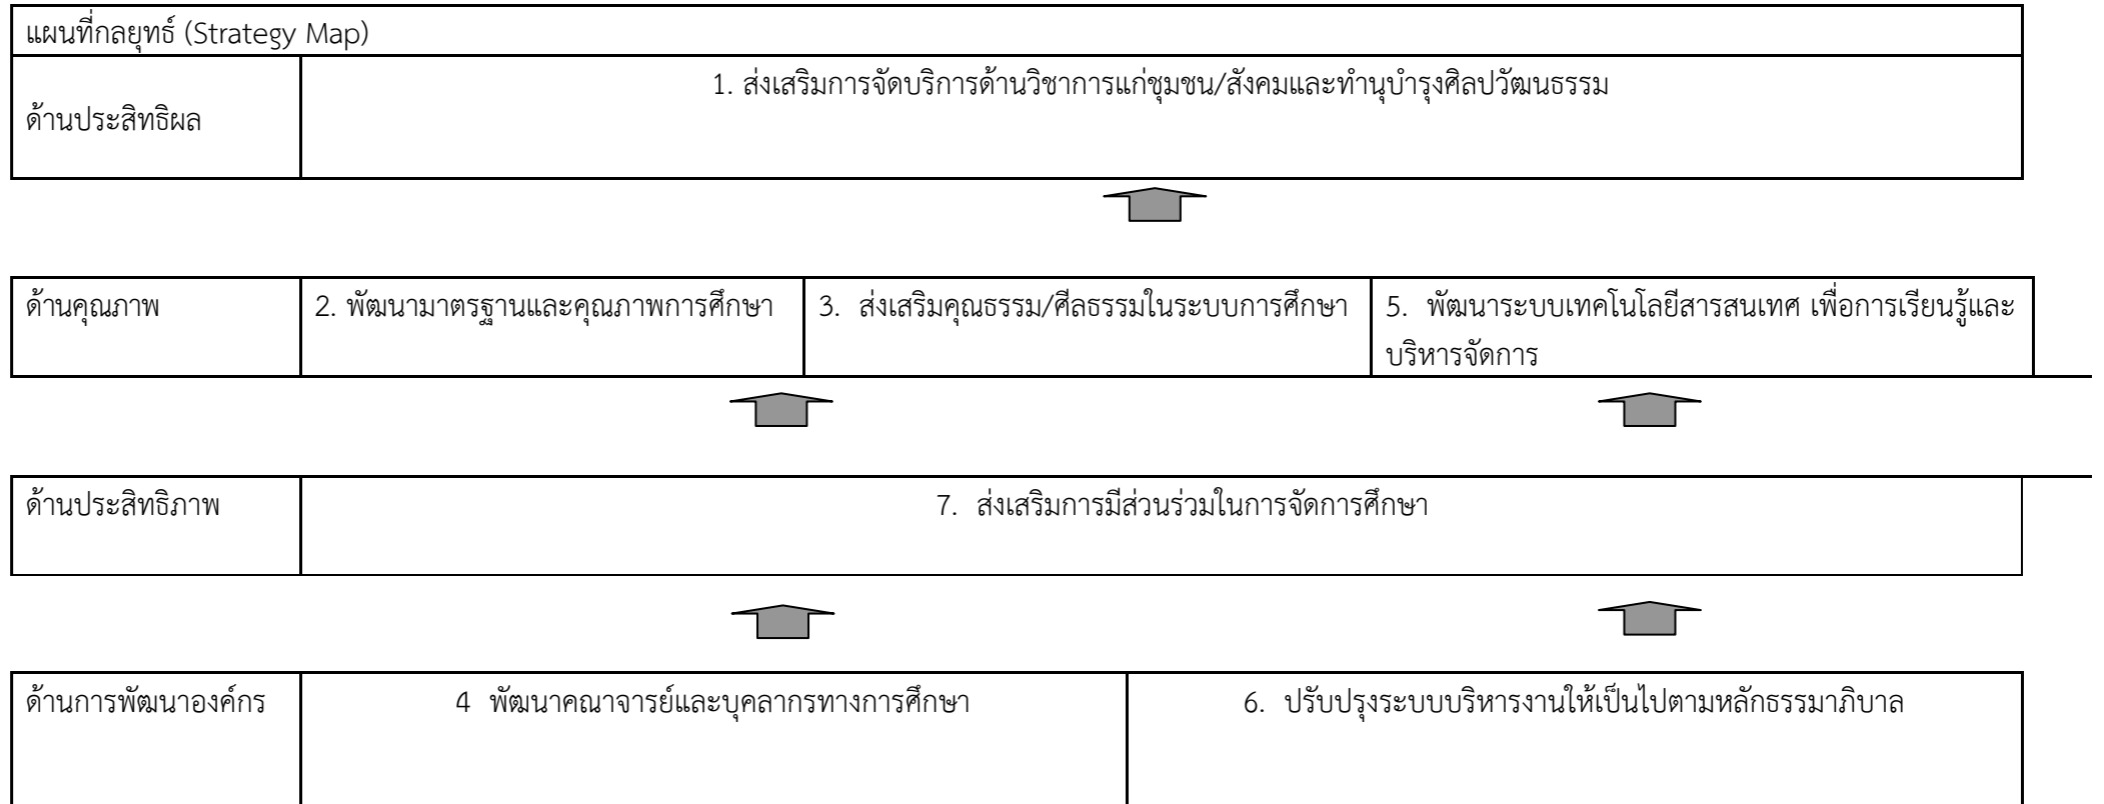 แผนที่กลยุทธ์ (Strategy Map)
ด้านประสิทธิผล
1. ส่งเสริมการจัดบริการด้านวิชาการแก่ชุมชน/สังคมและทำนุบำรุงศิลปวัฒนธรรม
ด้านคุณภาพ
2. พัฒนามาตรฐานและคุณภาพการศึกษา
3. ส่งเสริมคุณธรรม/ศีลธรรมในระบบการศึกษา
5. พัฒนาระบบเทคโนโลยีสารสนเทศ เพื่อการเรียนรู้และ
บริหารจัดการ
ด้านประสิทธิภาพ
7. ส่งเสริมการมีส่วนร่วมในการจัดการศึกษา
ด้านการพัฒนาองค์กร
4 พัฒนาคณาจารย์และบุคลากรทางการศึกษา
6. ปรับปรุงระบบบริหารงานให้เป็นไปตามหลักธรรมาภิบาล